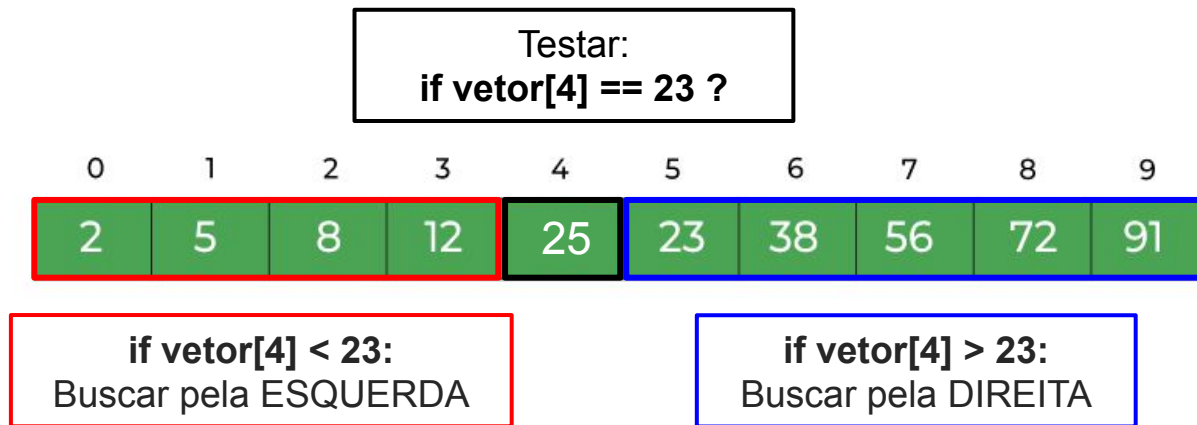 Testar:
if vetor[4] == 23 ?
0 1 2 3 4 5 6 7 8 9
2 5 8 12 25 23 38 56 72 91
if vetor[4] < 23:
Buscar pela ESQUERDA
if vetor[4] > 23:
Buscar pela DIREITA